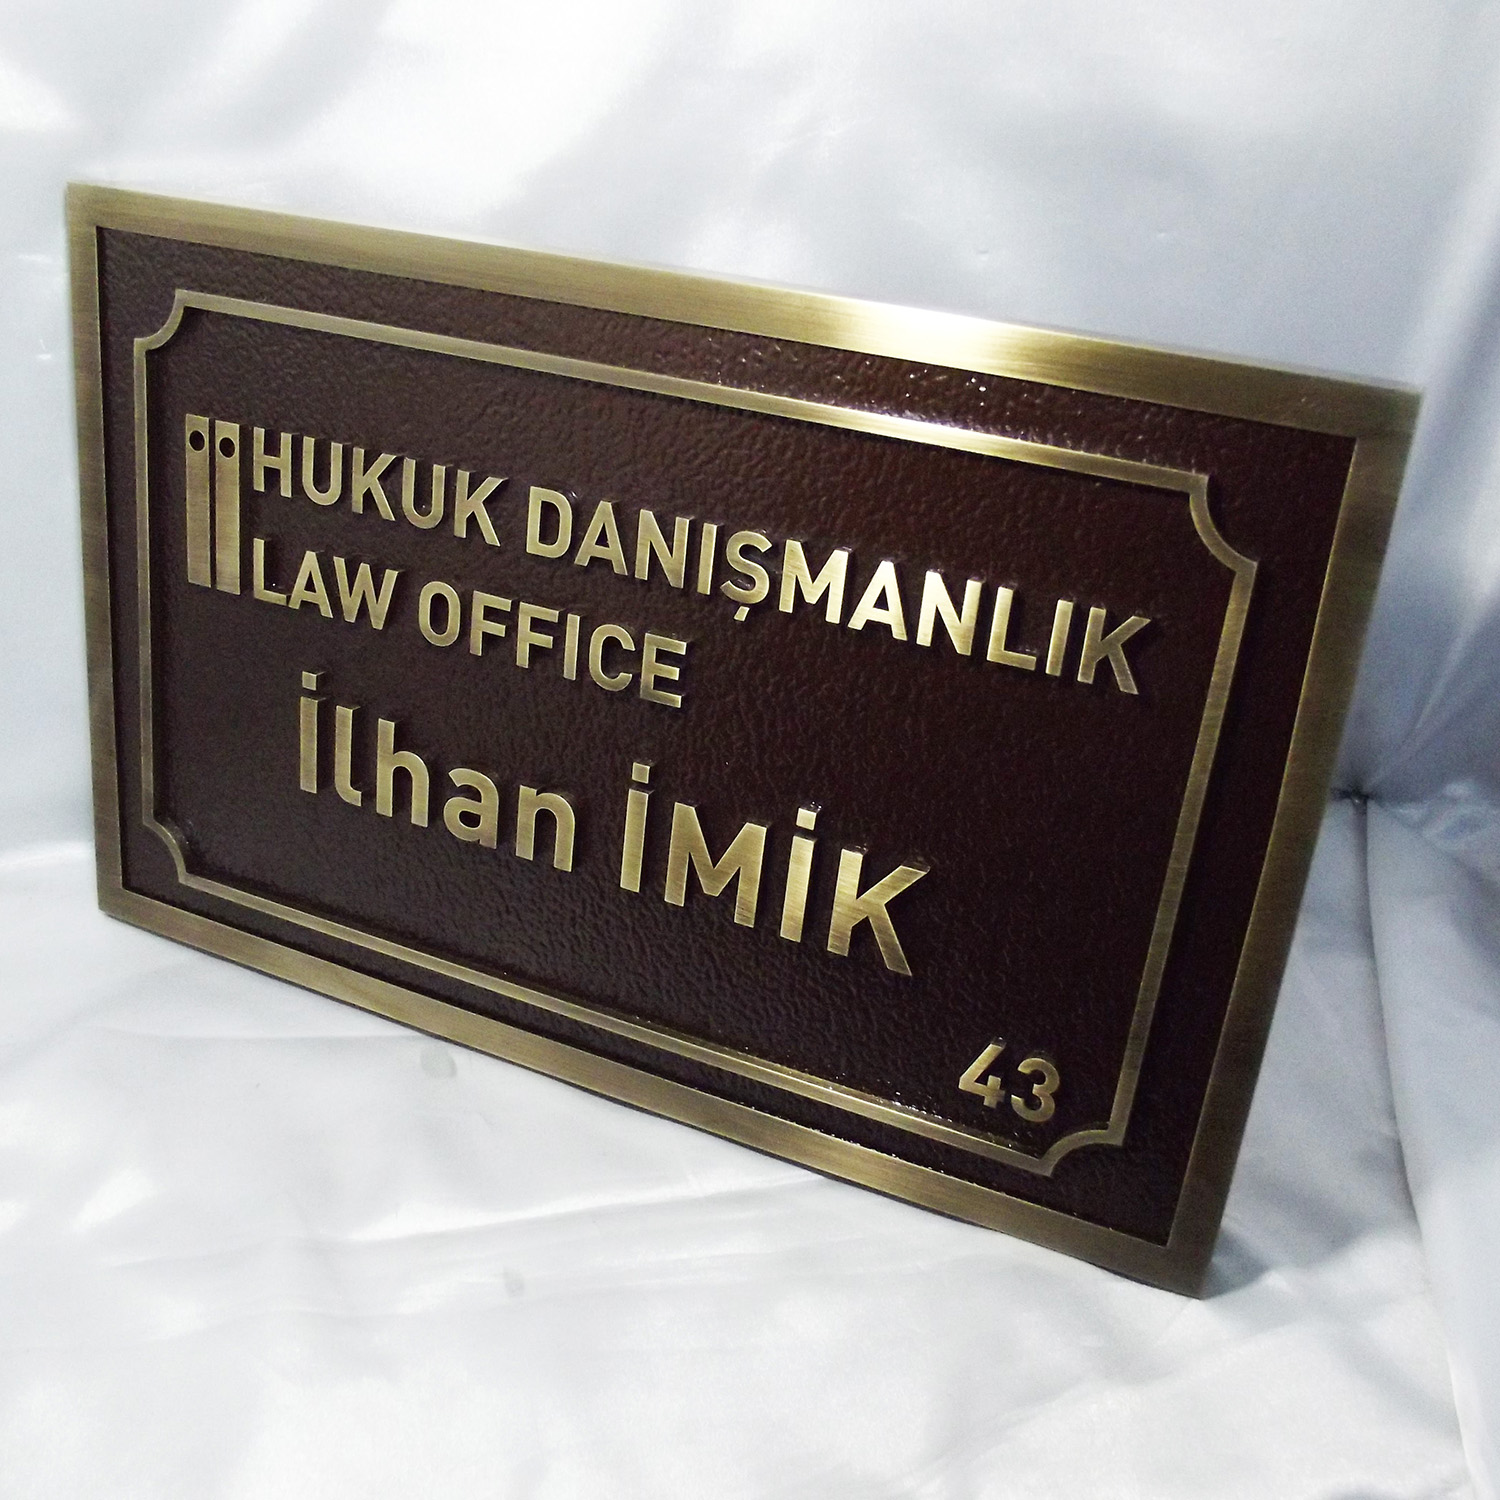 HUKUK DANIŞMANLIK
LAW OFFICE
İlhan İMİK
43